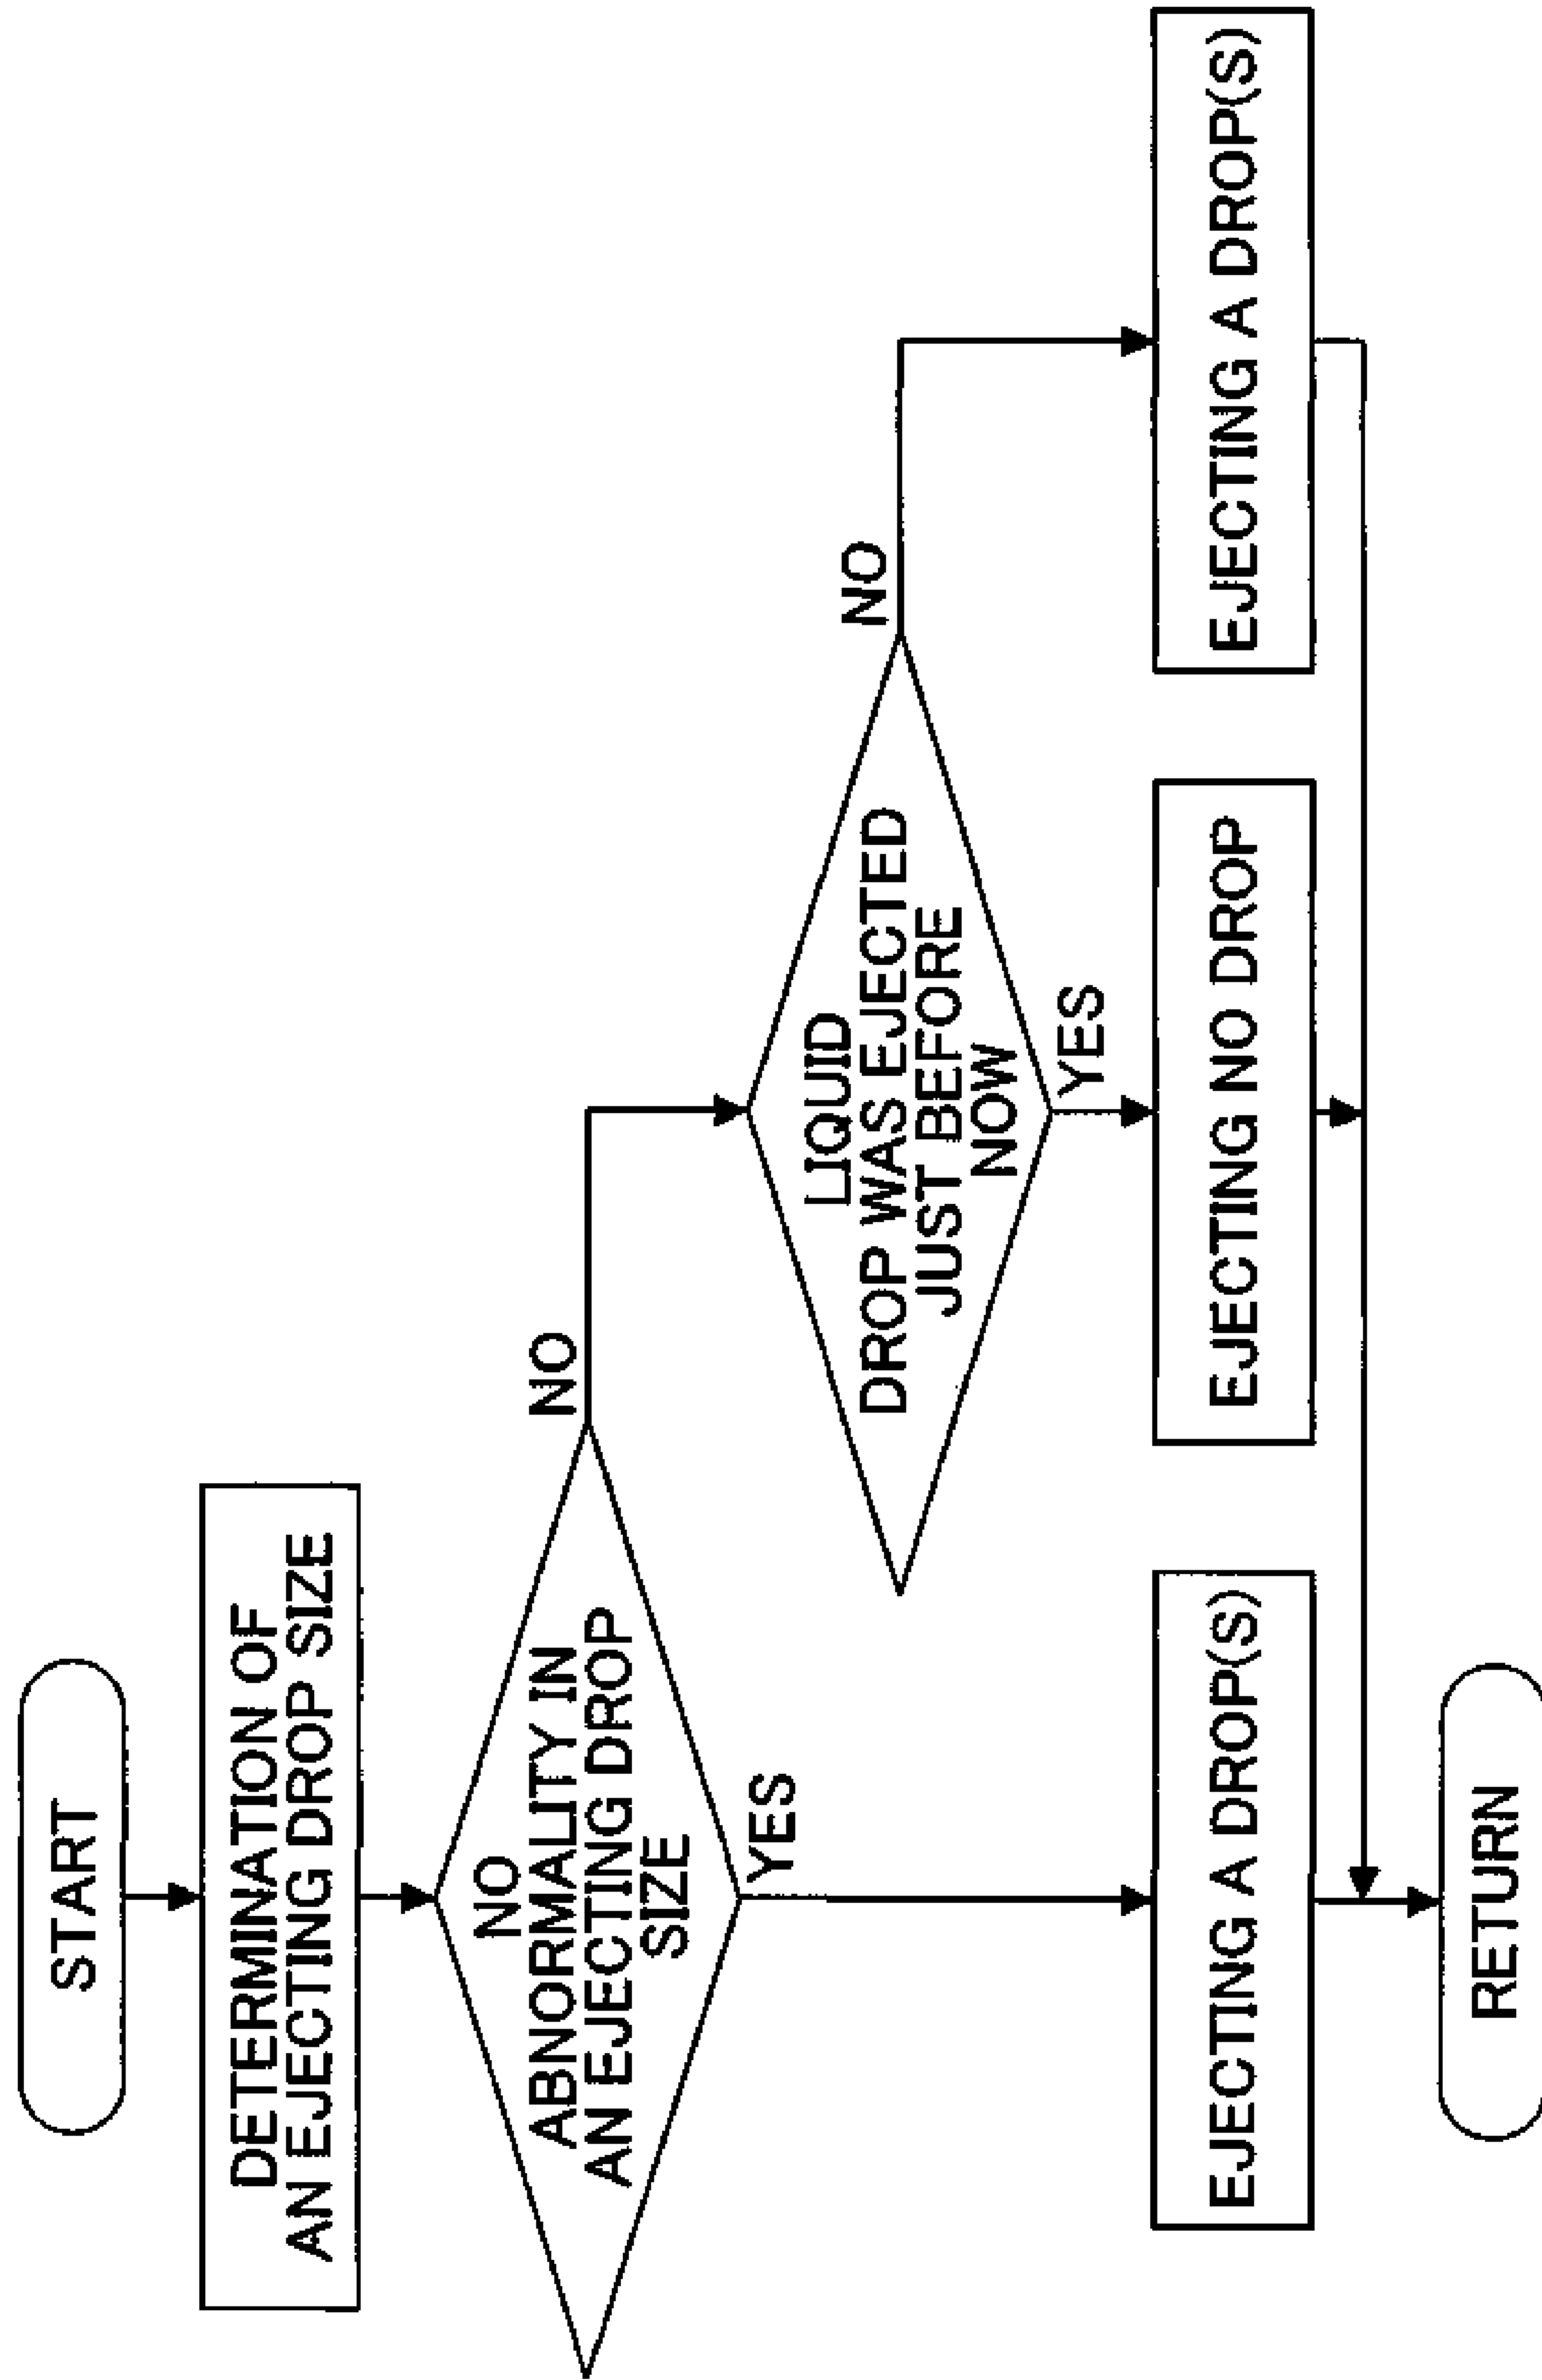 START
DETERMINATION OF
AN EJECTING DROP SIZE
NO
ABNORMALITY IN
AN EJECTING DROP
SIZE
NO
YES
LIQUID
DROP WAS EJECTED
JUST BEFORE
NOW
NO
YES
EJECTING A DROP(S)
EJECTING NO DROP
EJECTING A DROP(S)
RETURN